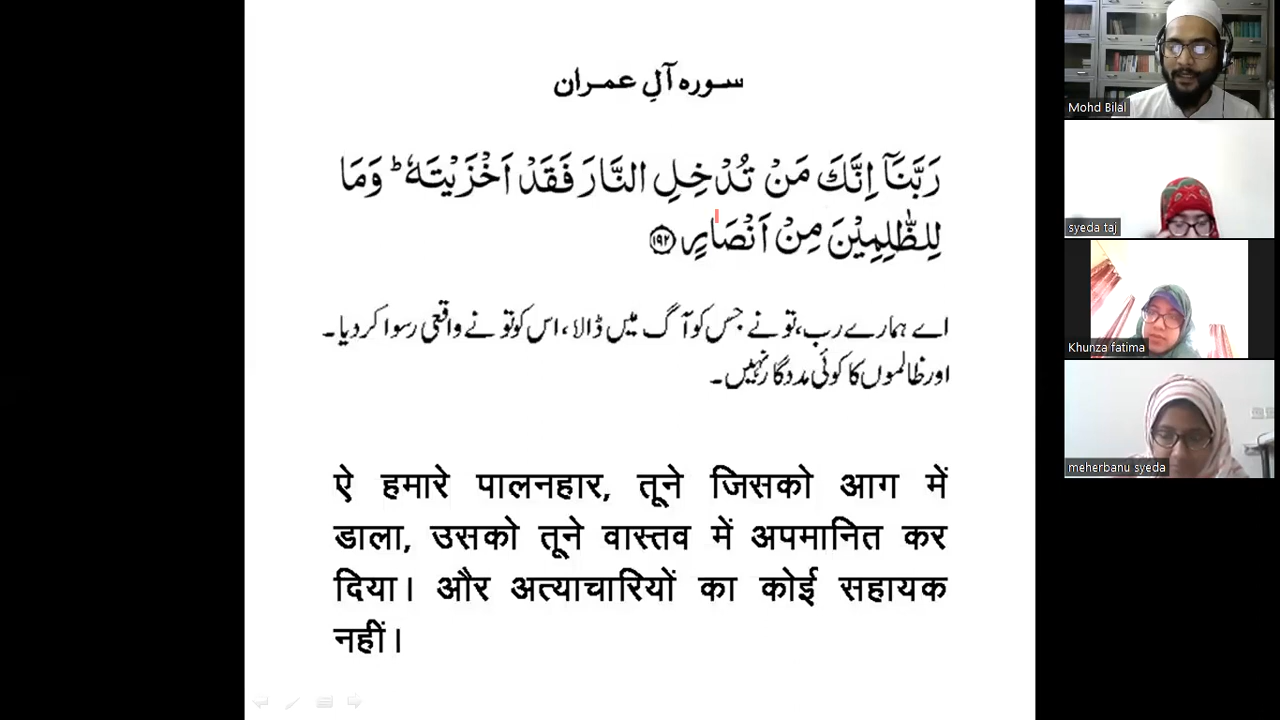 سورہ آلِ عمران
رَبَّنَاۤ اِنَّكَ مَنْ تُدْخِلِ النَّارَ فَقَدْ اَخْزَيْتَهٗ ؕ وَمَا
لِلظّٰلِمِيْنَ مِنْ اَنْصَارٍ ﴿۱۹۲﴾
اے ہمارے رب، تو نے جس کو آگ میں ڈالا، اس کو تو نے واقعی رسوا کر دیا۔
اور ظالموں کا کوئی مددگار نہیں۔
ऐ हमारे पालनहार, तूने जिसको आग में
डाला, उसको तूने वास्तव में अपमानित कर
दिया। और अत्याचारियों का कोई सहायक
नहीं।
Mohd Bilal
syeda taj
Khunza fatima
meherbanu syeda